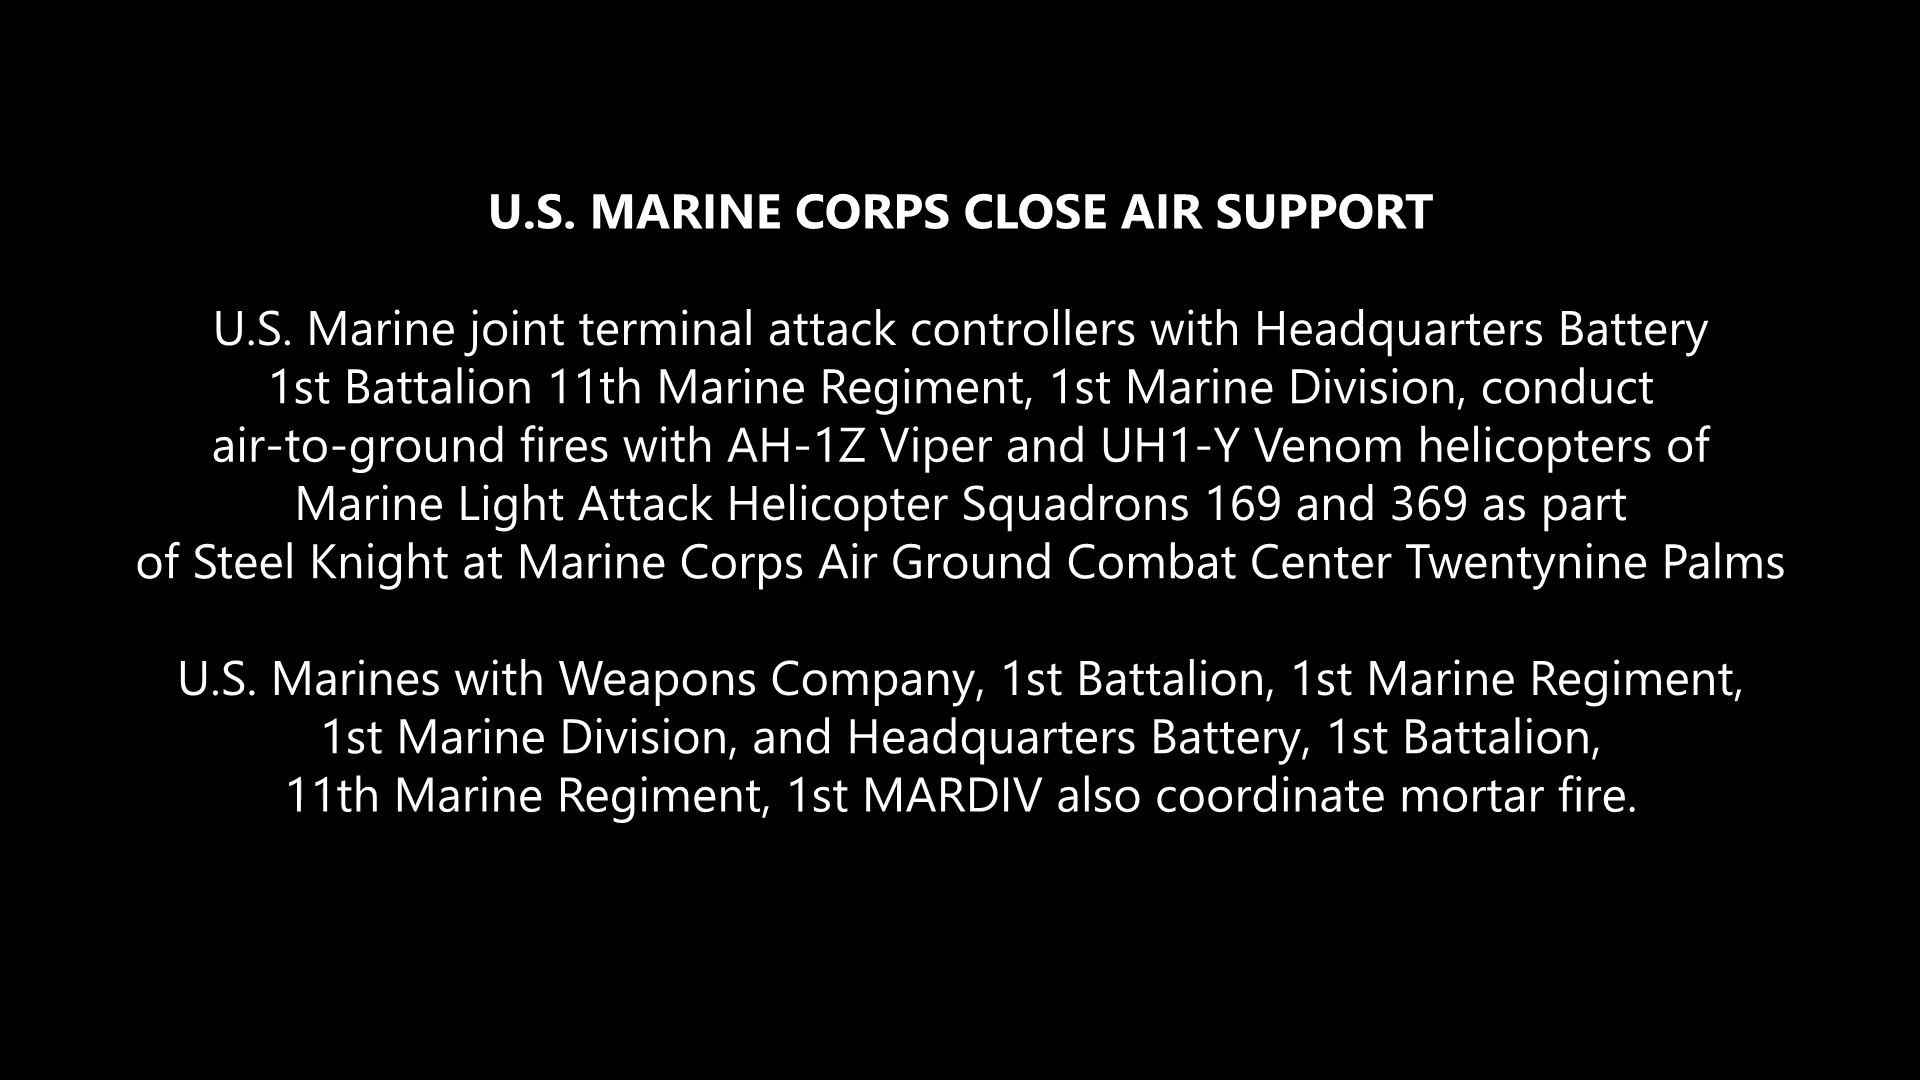 U.S. MARINE CORPS CLOSE AIR SUPPORT
U.S. Marine joint terminal attack controllers with Headquarters Battery
1st Battalion 11th Marine Regiment, 1st Marine Division, conduct
air-to-ground fires with AH-1Z Viper and UH1-Y Venom helicopters of
Marine Light Attack Helicopter Squadrons 169 and 369 as part
of Steel Knight at Marine Corps Air Ground Combat Center Twentynine Palms
U.S. Marines with Weapons Company, 1st Battalion, 1st Marine Regiment,
1st Marine Division, and Headquarters Battery, 1st Battalion,
11th Marine Regiment, 1st MARDIV also coordinate mortar fire.